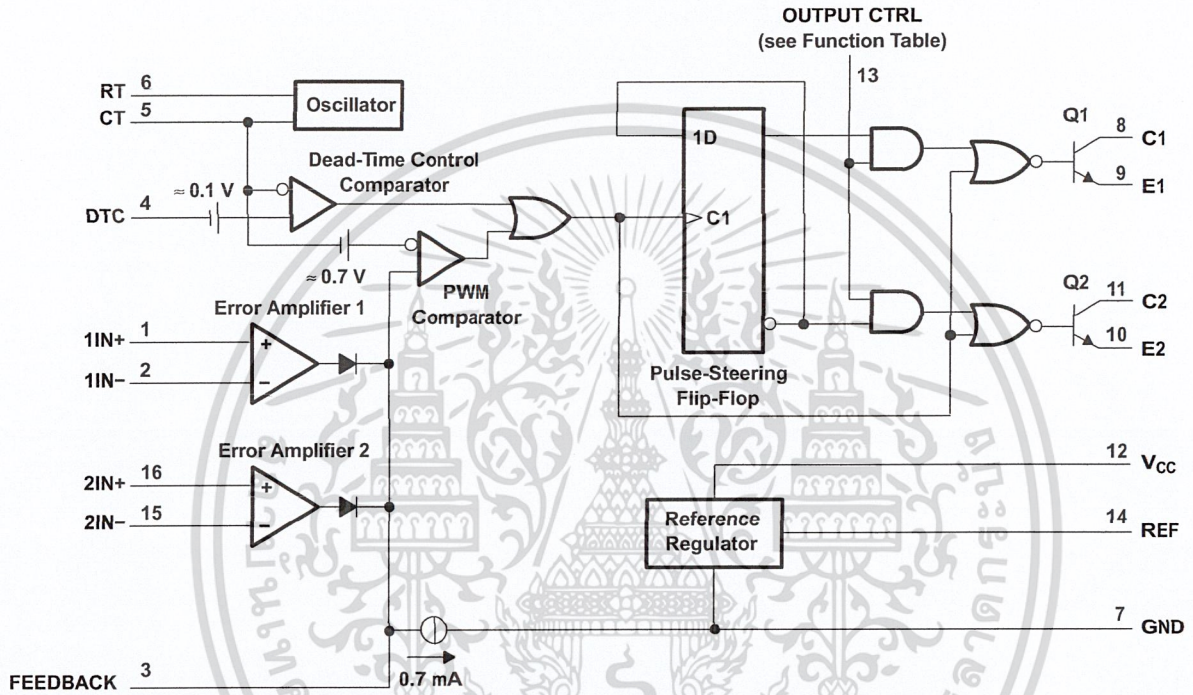 OUTPUT CTRL
(see Function Table)
13
RT 6
CT 5
Oscillator
Dead-Time Control
Comparator
≈ 0.1 V
DTC 4
≈ 0.7 V
PWM
Comparator
1D
C1
Pulse-Steering
Flip-Flop
Q1
8 C1
9 E1
Q2
11 C2
10 E2
Error Amplifier 1
1IN+ 1
1IN− 2
+
−
Error Amplifier 2
2IN+ 16
2IN− 15
+
−
Reference
Regulator
12 VCC
14 REF
7 GND
FEEDBACK 3
0.7 mA